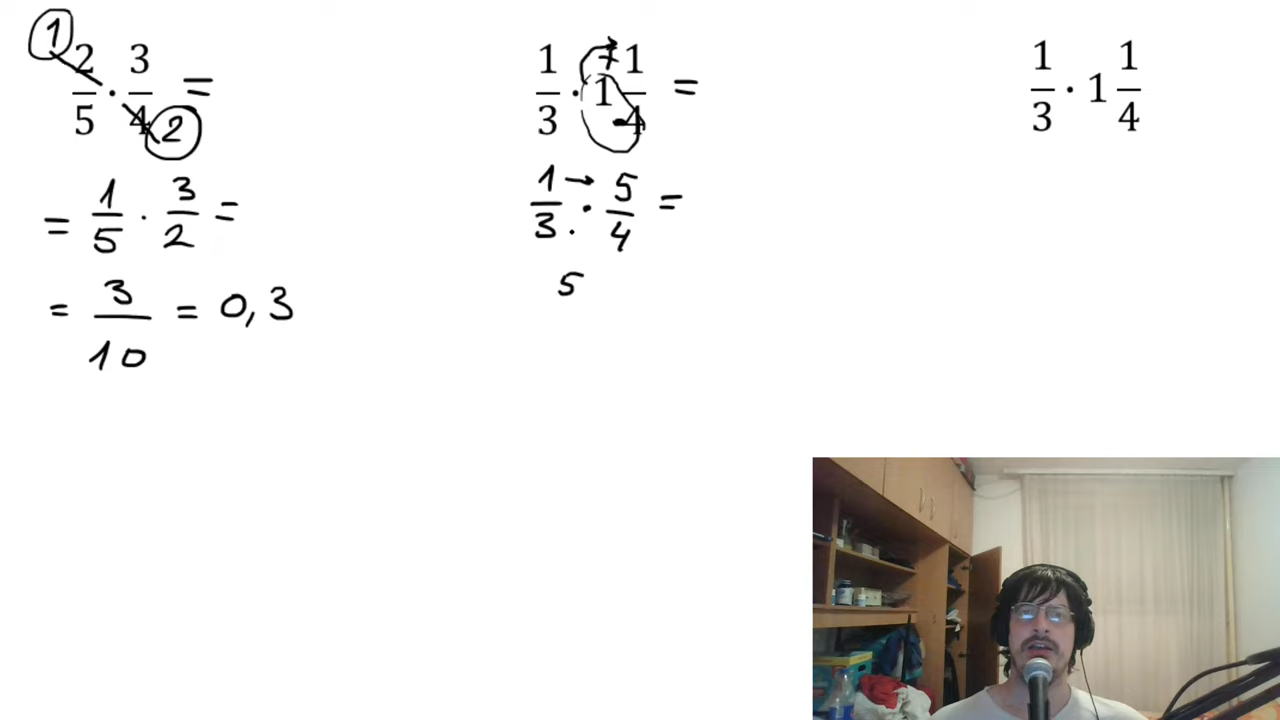 2/5 · 3/4 =
1
2
= 1/5 · 3/2 =
= 3/10 = 0,3
1/3 · 1 1/4 =
+
·
1/3 · 5/4 =
5
1/3 · 1 1/4